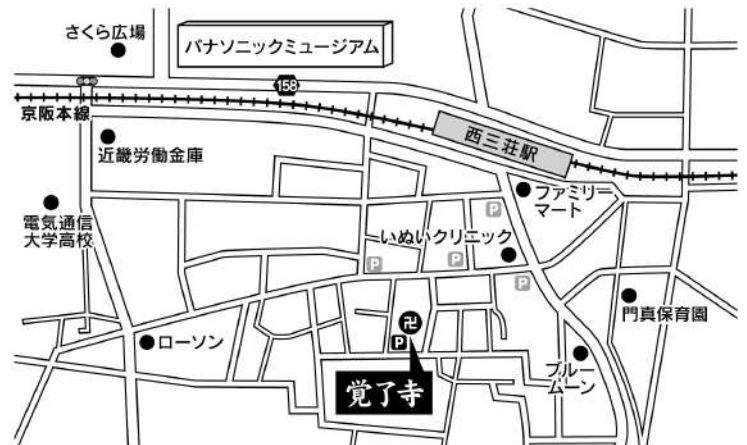 さくら広場
パナソニックミュージアム
158
京阪本線
西三荘駅
近畿労働金庫
ファミリー
マート
電気通信
大学高校
P
いぬいクリニック
P
P
P
門真保育園
卍
ローソン
P
ブルー
ムーン
覚了寺